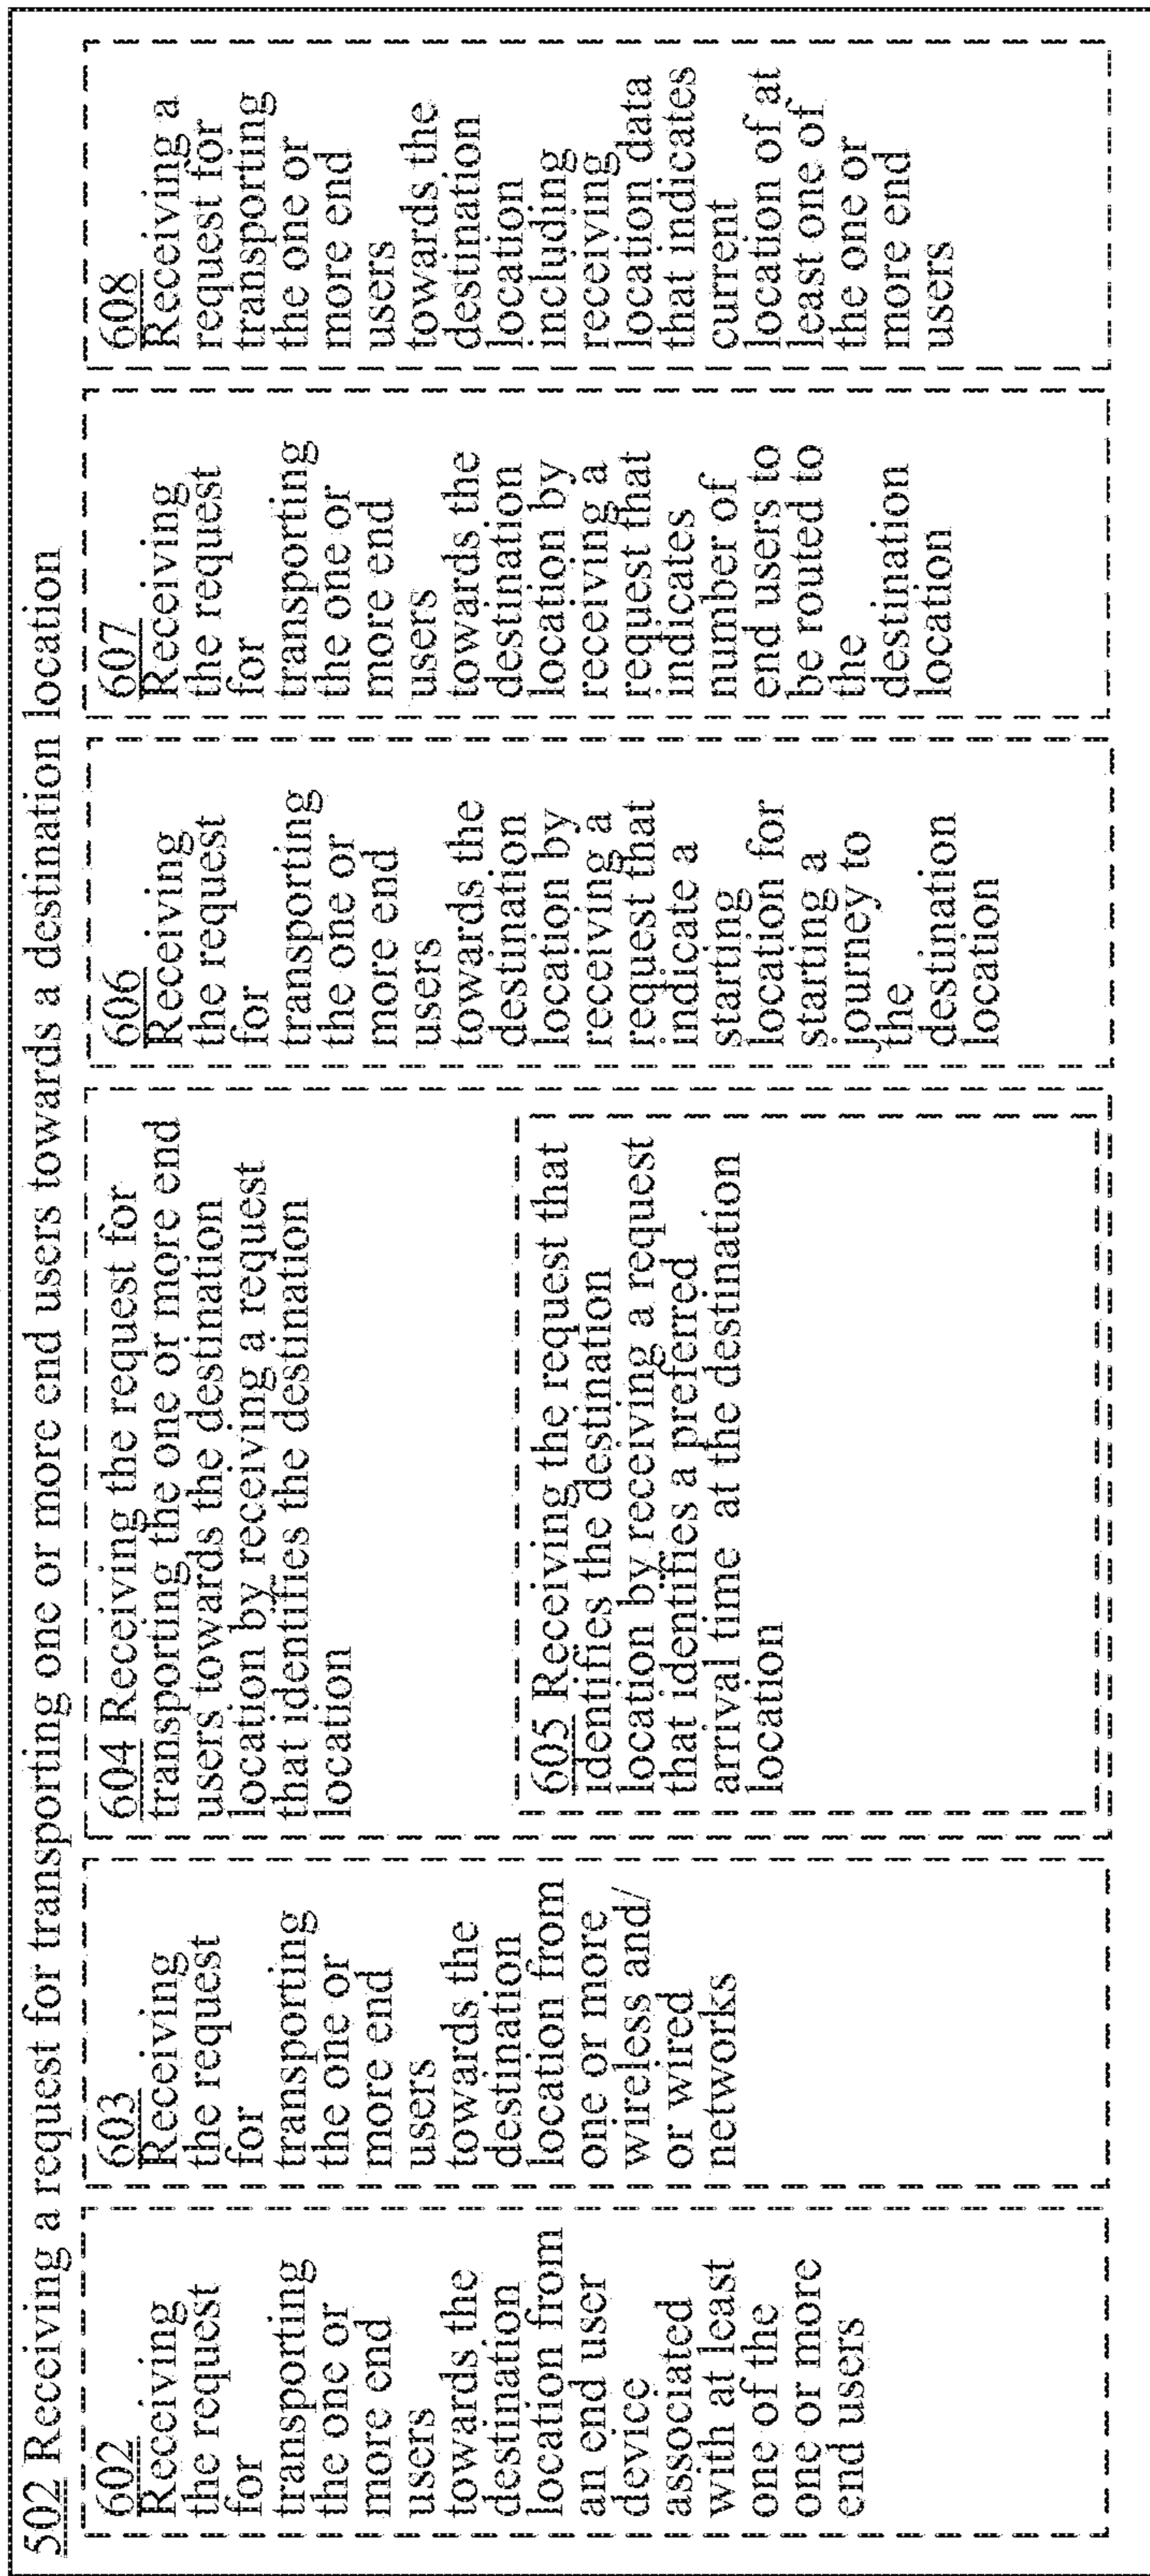 502 Receiving a request for transporting one or more end users towards a destination location
602
Receiving
the request
for
transporting
the one or
more end
users
towards the
destination
location from
an end user
device
associated
with at least
one of the
one or more
end users
603
Receiving
the request
for
transporting
the one or
more end
users
towards the
destination
location from
one or more
wireless and/
or wired
networks
604 Receiving the request for
transporting the one or more end
users towards the destination
location by receiving a request
that identifies the destination
location
605 Receiving the request that
identifies the destination
location by receiving a request
that identifies a preferred
arrival time at the destination
location
606
Receiving
the request
for
transporting
the one or
more end
users
towards the
destination
location by
receiving a
request that
indicate a
starting
location for
starting a
journey to
the
destination
location
607
Receiving
the request
for
transporting
the one or
more end
users
towards the
destination
location by
receiving a
request that
indicates
number of
end users to
be routed to
the
destination
location
608
Receiving a
request for
transporting
the one or
more end
users
towards the
destination
location
including
receiving
location data
that indicates
current
location of at
least one of
the one or
more end
users